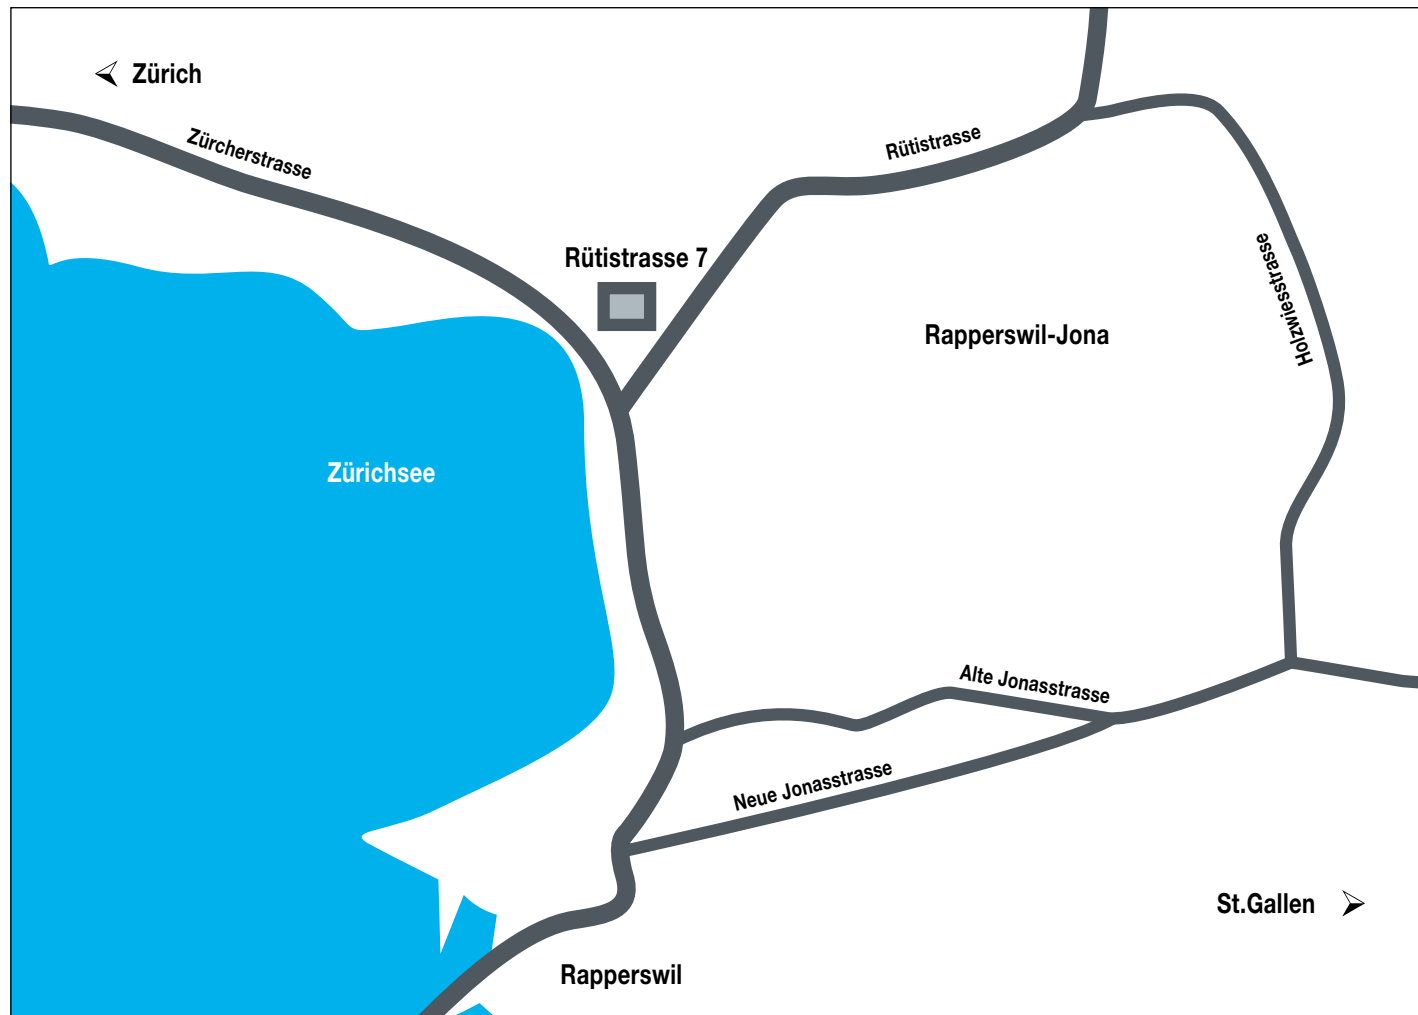 Zürich
Zürcherstrasse
Rütistrasse
Rütistrasse 7
Holzwiesstrasse
Rapperswil-Jona
Zürichsee
Alte Jonasstrasse
Neue Jonasstrasse
St.Gallen
Rapperswil